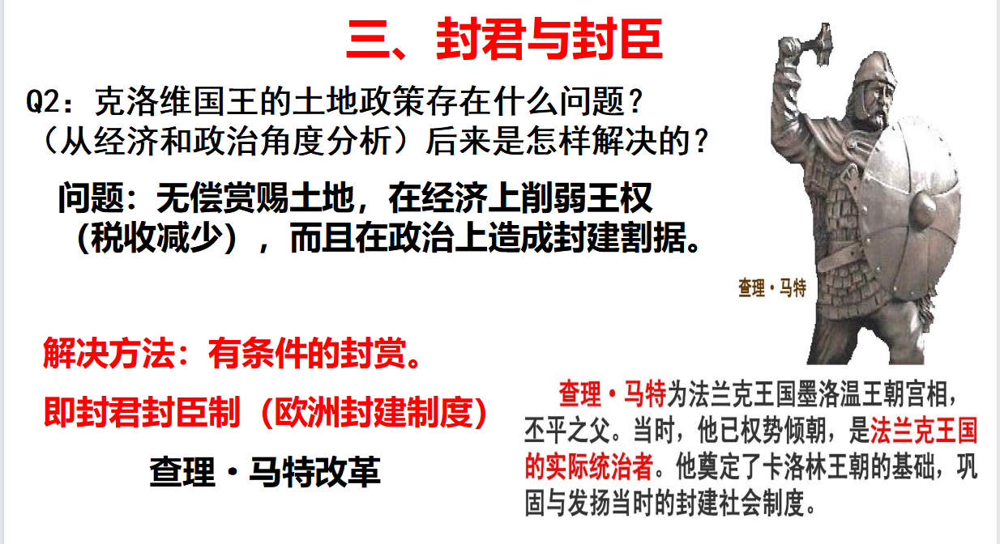 三、封君与封臣
Q2：克洛维国王的土地政策存在什么问题？
（从经济和政治角度分析）后来是怎样解决的？
问题：无偿赏赐土地，在经济上削弱王权
（税收减少），而且在政治上造成封建割据。
查理·马特
解决方法：有条件的封赏。
即封君封臣制（欧洲封建制度）
查理·马特改革
查理·马特为法兰克王国墨洛温王朝宫相，
不平之父。当时，他已权势倾朝，是法兰克王国
的实际统治者。他奠定了卡洛林王朝的基础，巩
固与发扬当时的封建社会制度。